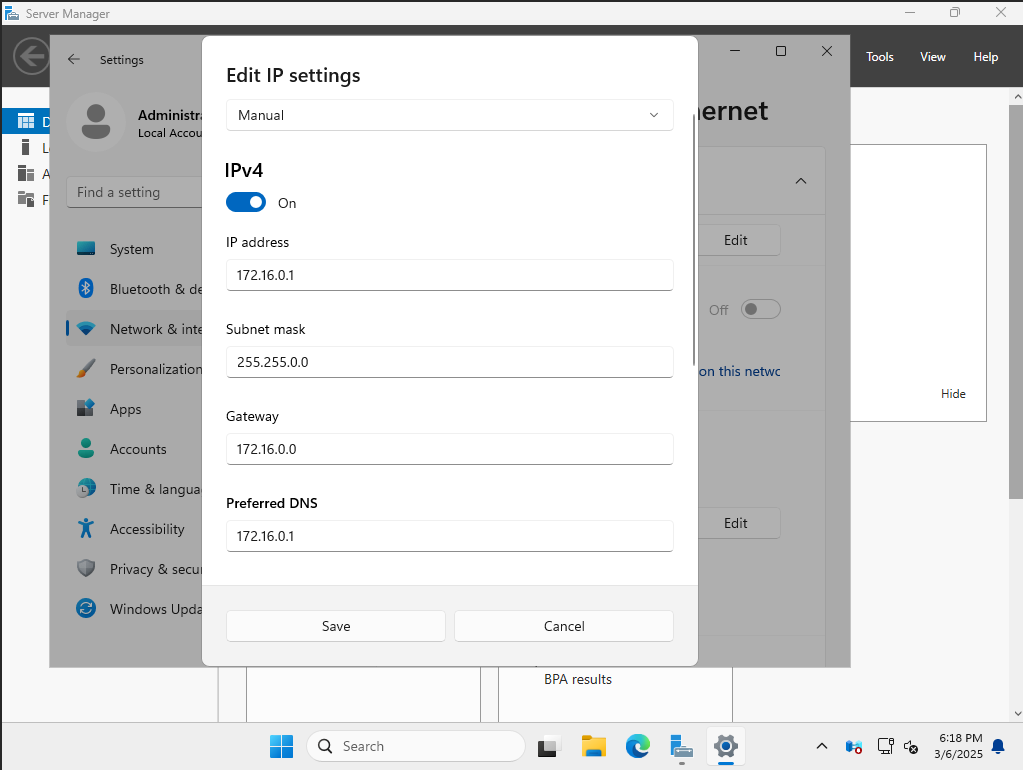 Server Manager
Tools
View
Help
Settings
Administra
Local Accou
Find a setting
System
Bluetooth & de
Network & inte
Personalization
Apps
Accounts
Time & langua
Accessibility
Privacy & secu
Windows Upda
ernet
Edit
Off
on this netwo
Edit
Hide
Edit IP settings
Manual
IPv4
On
IP address
172.16.0.1
Subnet mask
255.255.0.0
Gateway
172.16.0.0
Preferred DNS
172.16.0.1
Save
Cancel
BPA results
Search
6:18 PM
3/6/2025